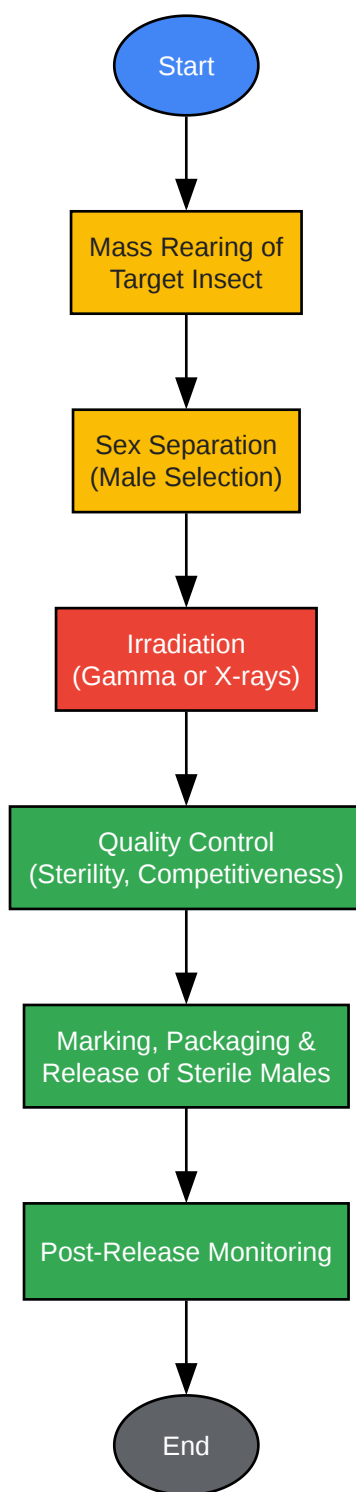 Start
Mass Rearing of
Target Insect
Sex Separation
(Male Selection)
Irradiation
(Gamma or X-rays)
Quality Control
(Sterility, Competitiveness)
Marking, Packaging &
Release of Sterile Males
Post-Release Monitoring
End